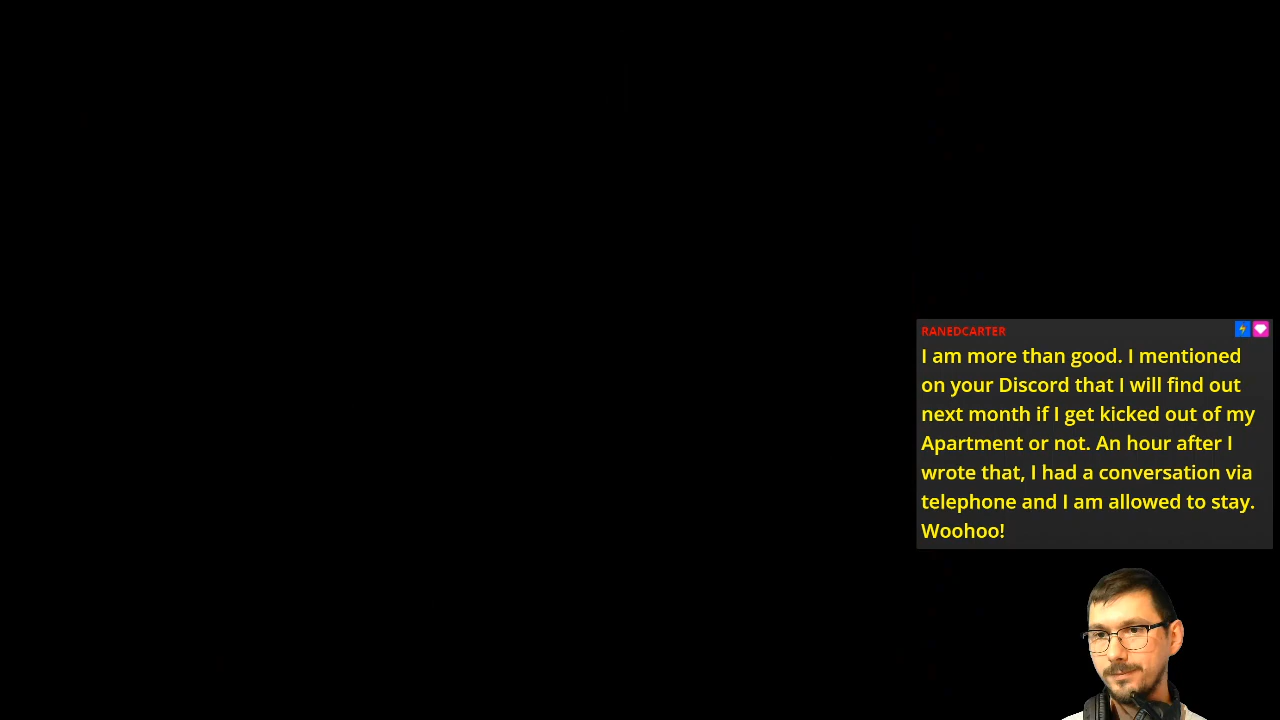 RANEDCARTER
I am more than good. I mentioned
on your Discord that I will find out
next month if I get kicked out of my
Apartment or not. An hour after I
wrote that, I had a conversation via
telephone and I am allowed to stay.
Woohoo!